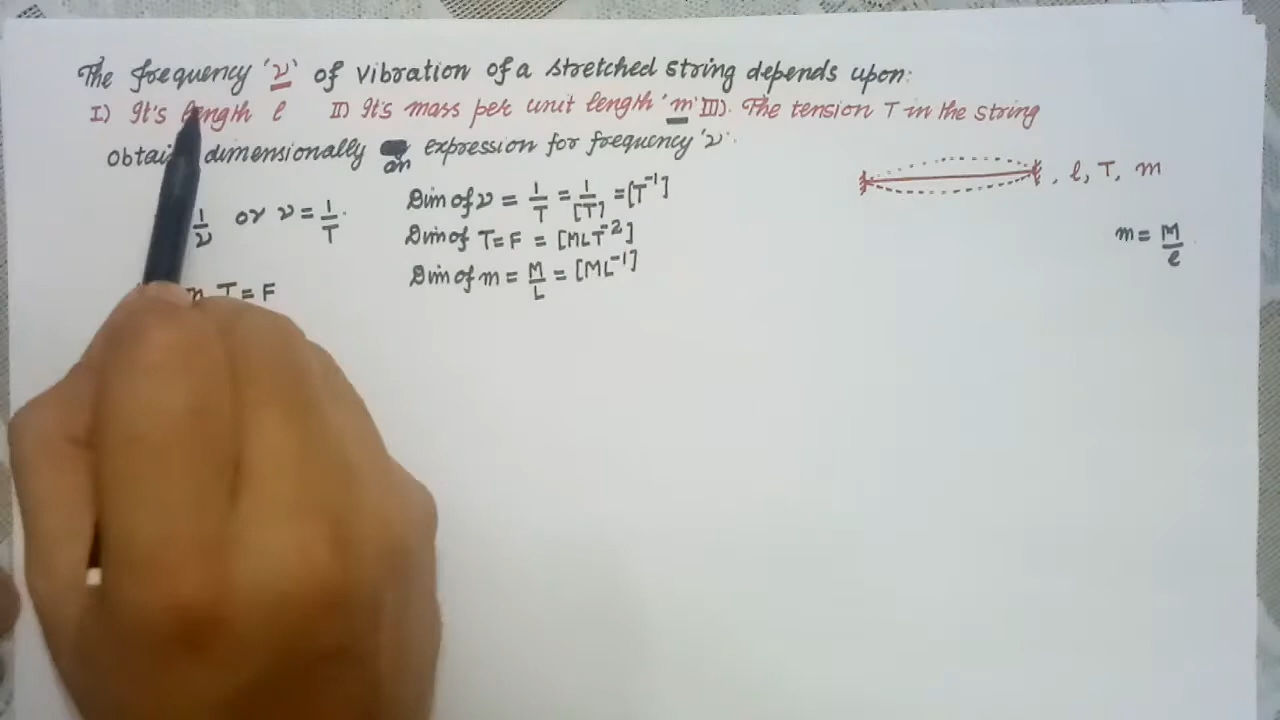 The frequency 'ν' of vibration of a stretched string depends upon:
I) It's length l II) It's mass per unit length 'm' III). The tension T in the string
dimensionally an expression for frequency 'ν'.
, l, T, m
1/ν or ν = 1/T.
Dim of ν = 1/T = 1/[T] = [T⁻¹]
Dim of T = F = [MLT⁻²]
Dim of m = M/L = [ML⁻¹]
m = M/l
T = F